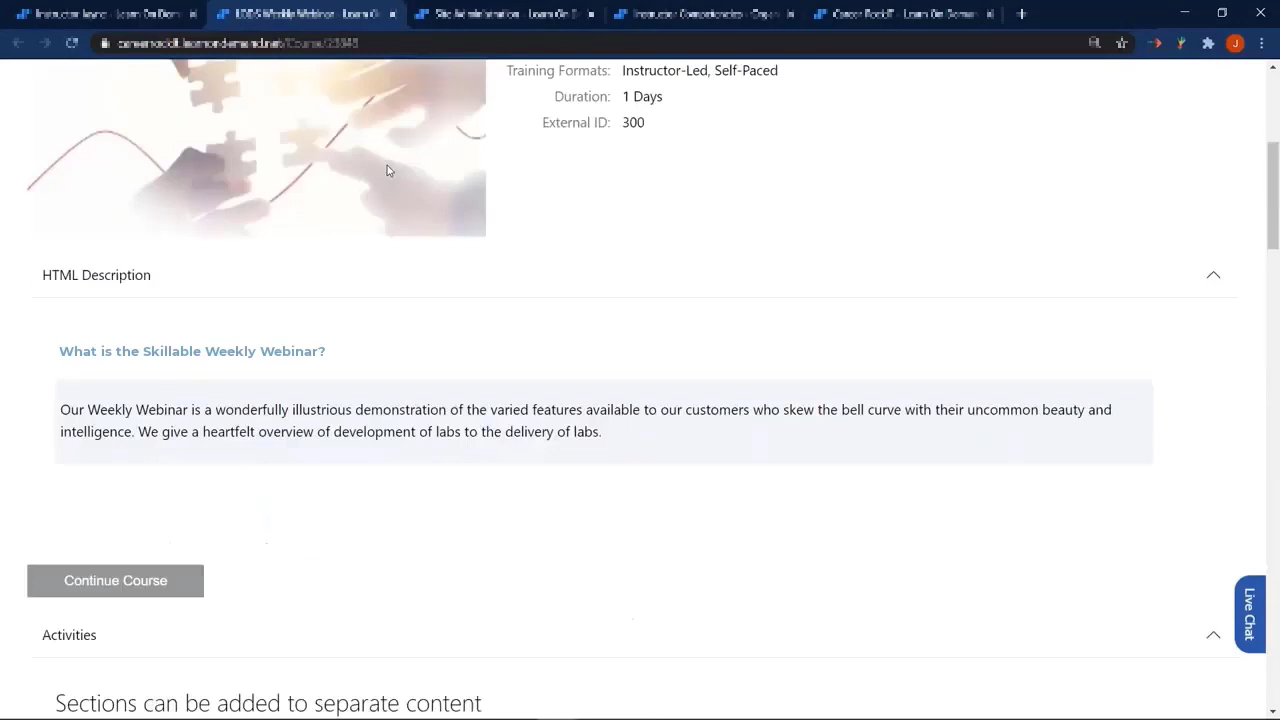 Training Formats: Instructor-Led, Self-Paced
Duration: 1 Days
External ID: 300
HTML Description
What is the Skillable Weekly Webinar?
Our Weekly Webinar is a wonderfully illustrious demonstration of the varied features available to our customers who skew the bell curve with their uncommon beauty and
intelligence. We give a heartfelt overview of development of labs to the delivery of labs.
Continue Course
Live Chat
Activities
Sections can be added to separate content